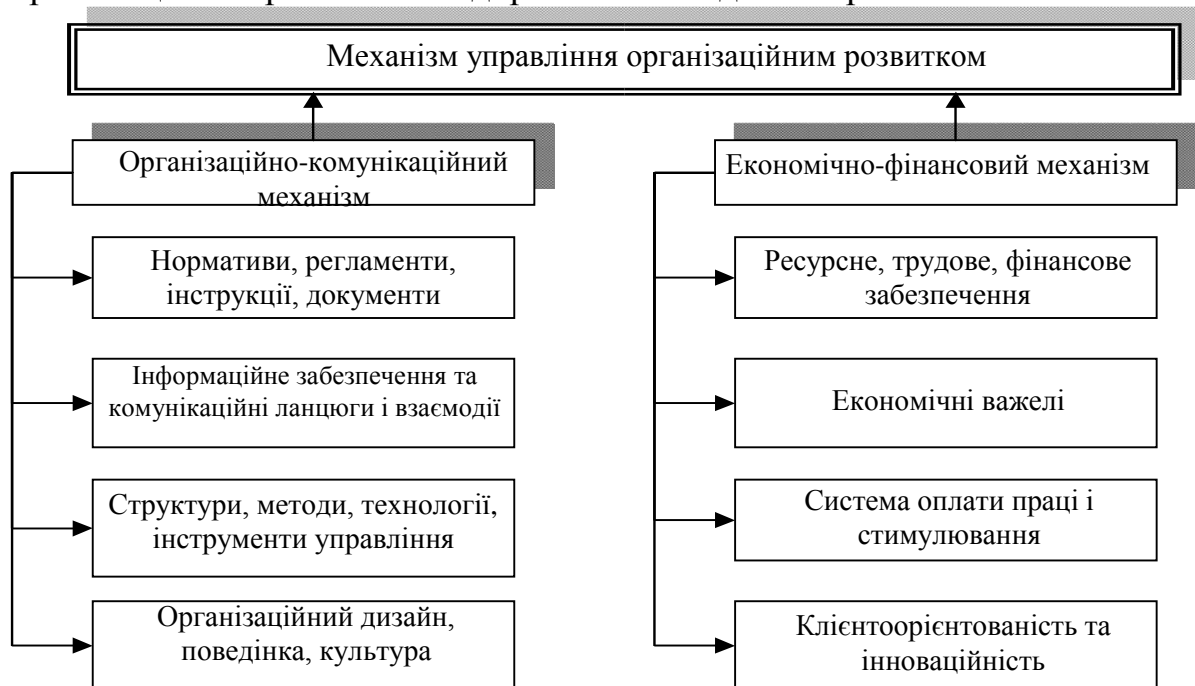 Механізм управління організаційним розвитком
Організаційно-комунікаційний
механізм
Нормативи, регламенти,
інструкції, документи
Інформаційне забезпечення та
комунікаційні ланцюги і взаємодії
Структури, методи, технології,
інструменти управління
Організаційний дизайн,
поведінка, культура
Економічно-фінансовий механізм
Ресурсне, трудове, фінансове
забезпечення
Економічні важелі
Система оплати праці і
стимулювання
Клієнтоорієнтованість та
інноваційність